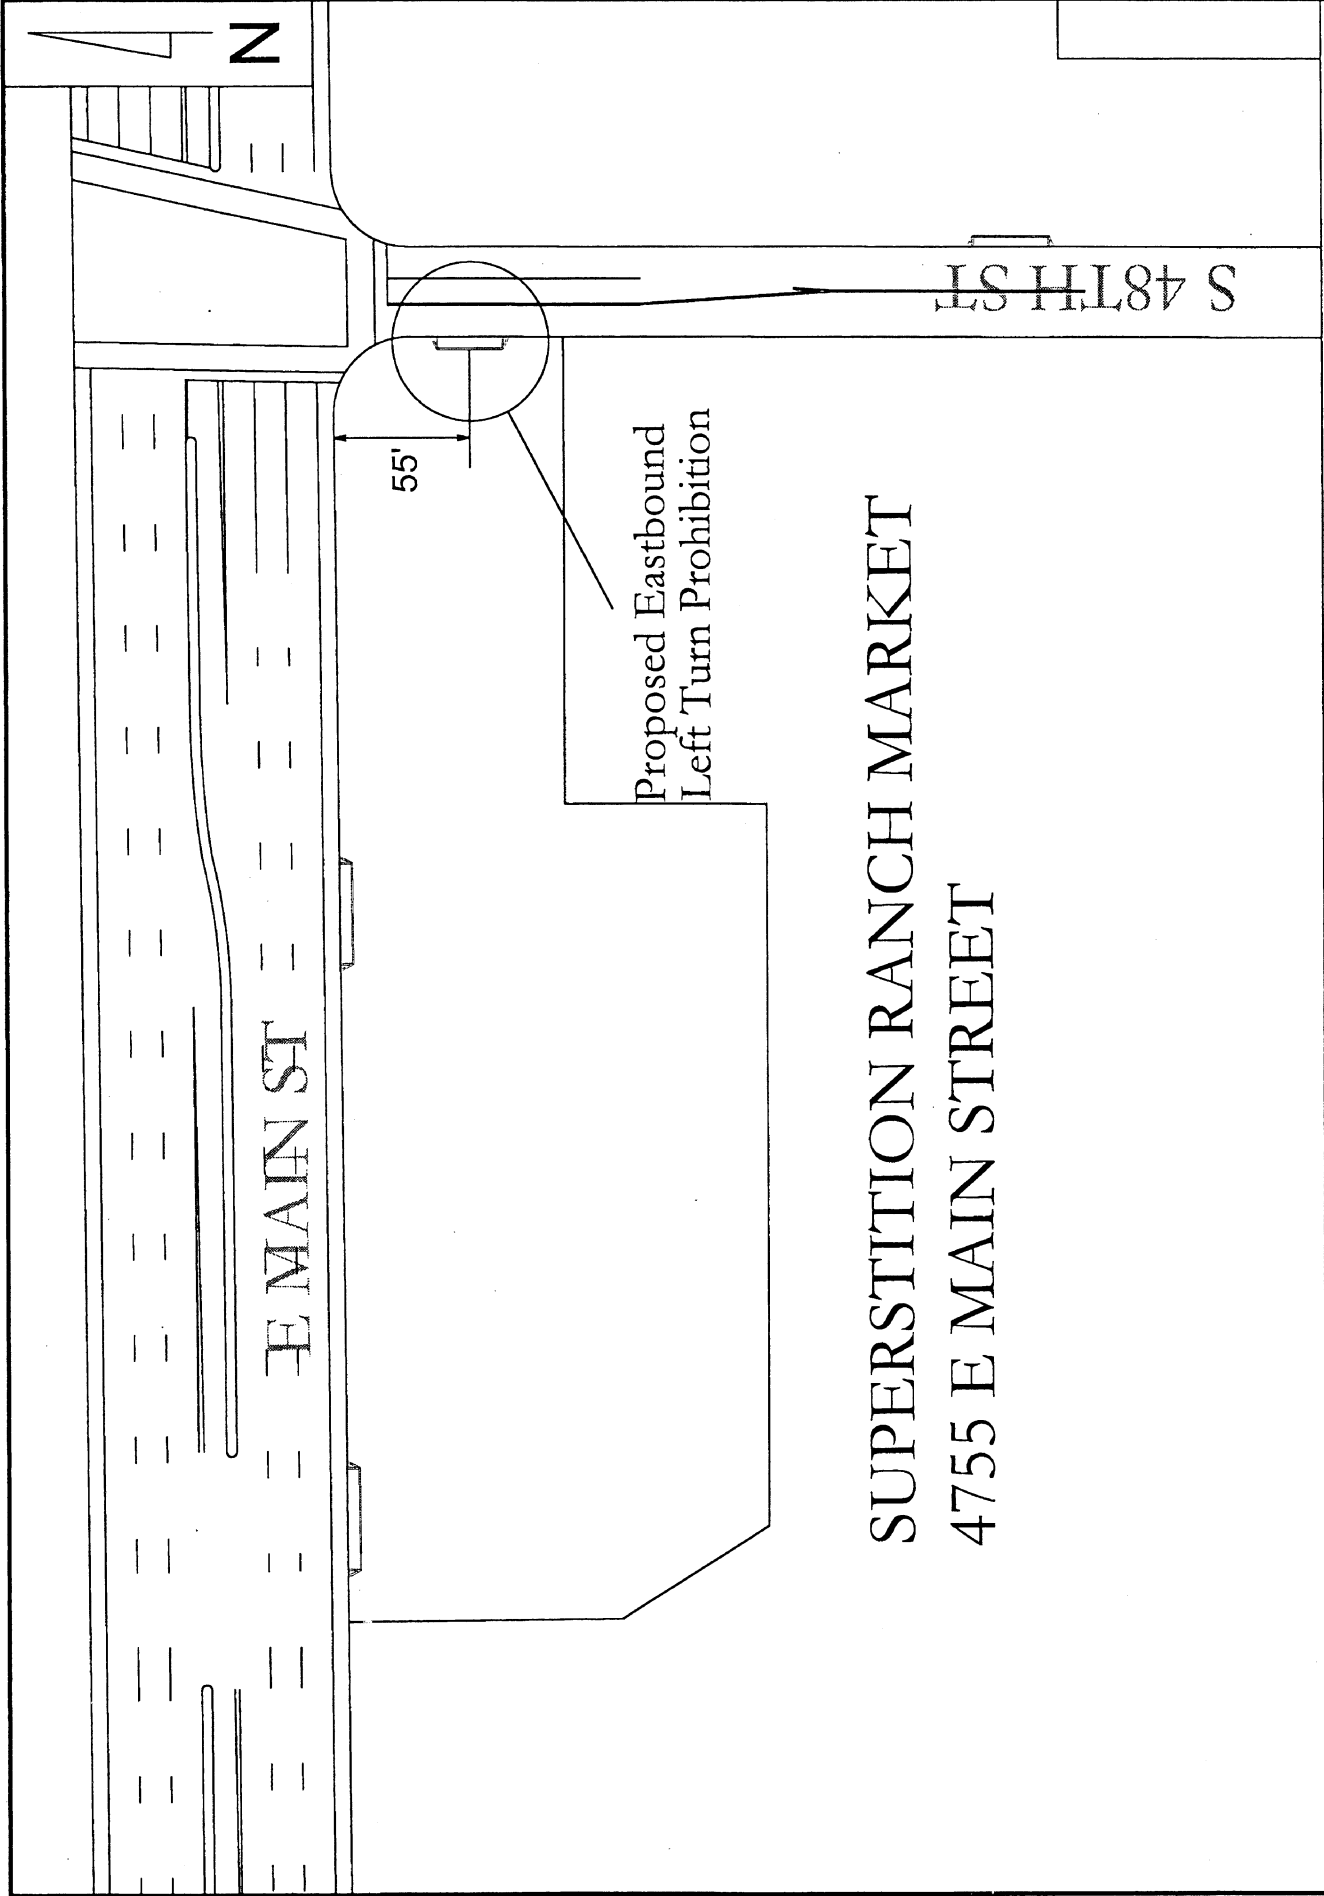 N
E MAIN ST
S 48TH ST
55'
Proposed Eastbound
Left Turn Prohibition
SUPERSTITION RANCH MARKET
4755 E MAIN STREET